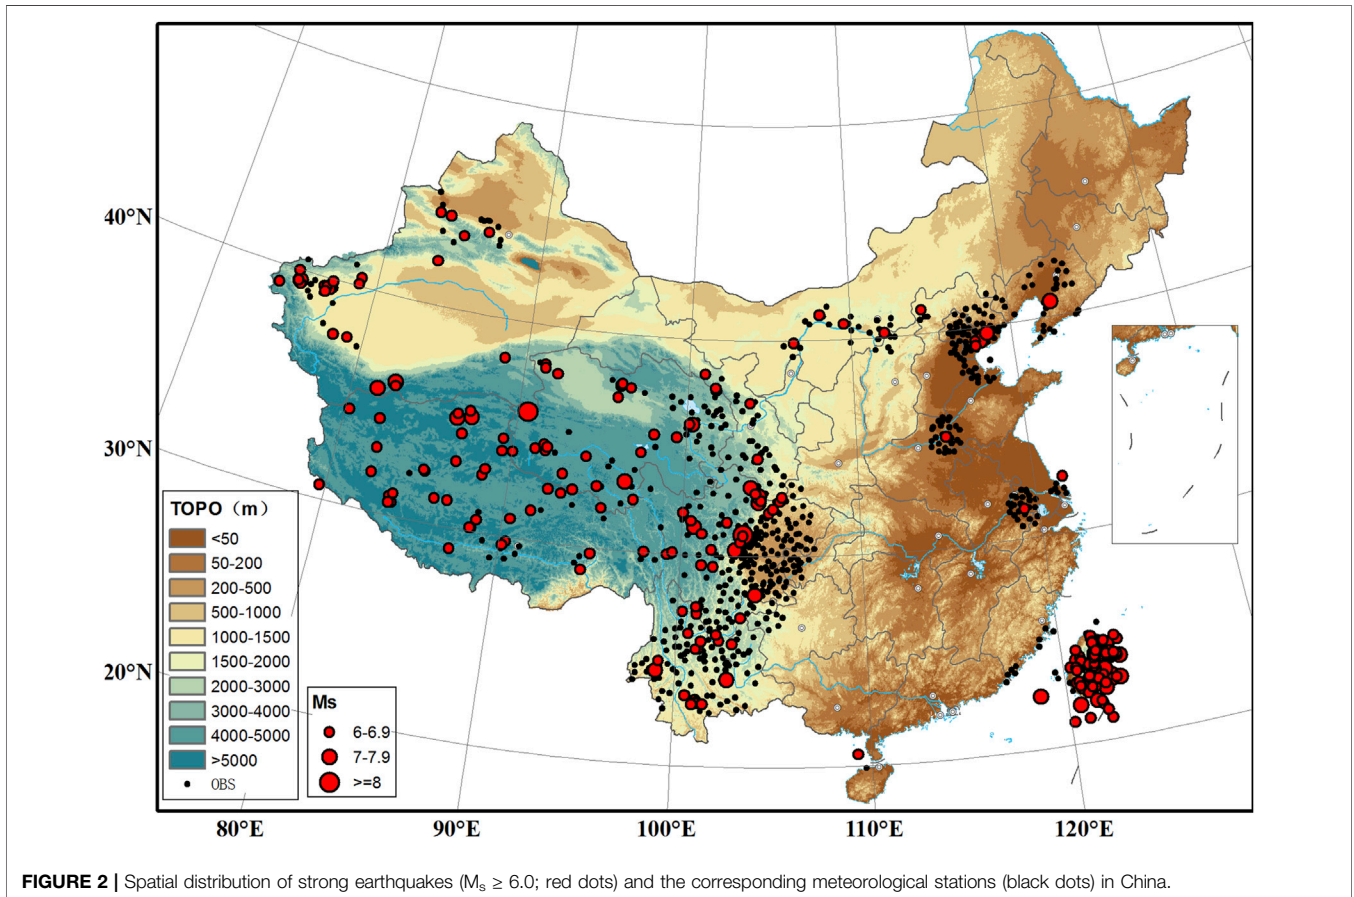 40°N
30°N
20°N
TOPO（m）
<50
50-200
200-500
500-1000
1000-1500
1500-2000
2000-3000
3000-4000
4000-5000
>5000
OBS
Ms
6-6.9
7-7.9
>=8
80°E
90°E
100°E
110°E
120°E
FIGURE 2 | Spatial distribution of strong earthquakes (Ms ≥ 6.0; red dots) and the corresponding meteorological stations (black dots) in China.